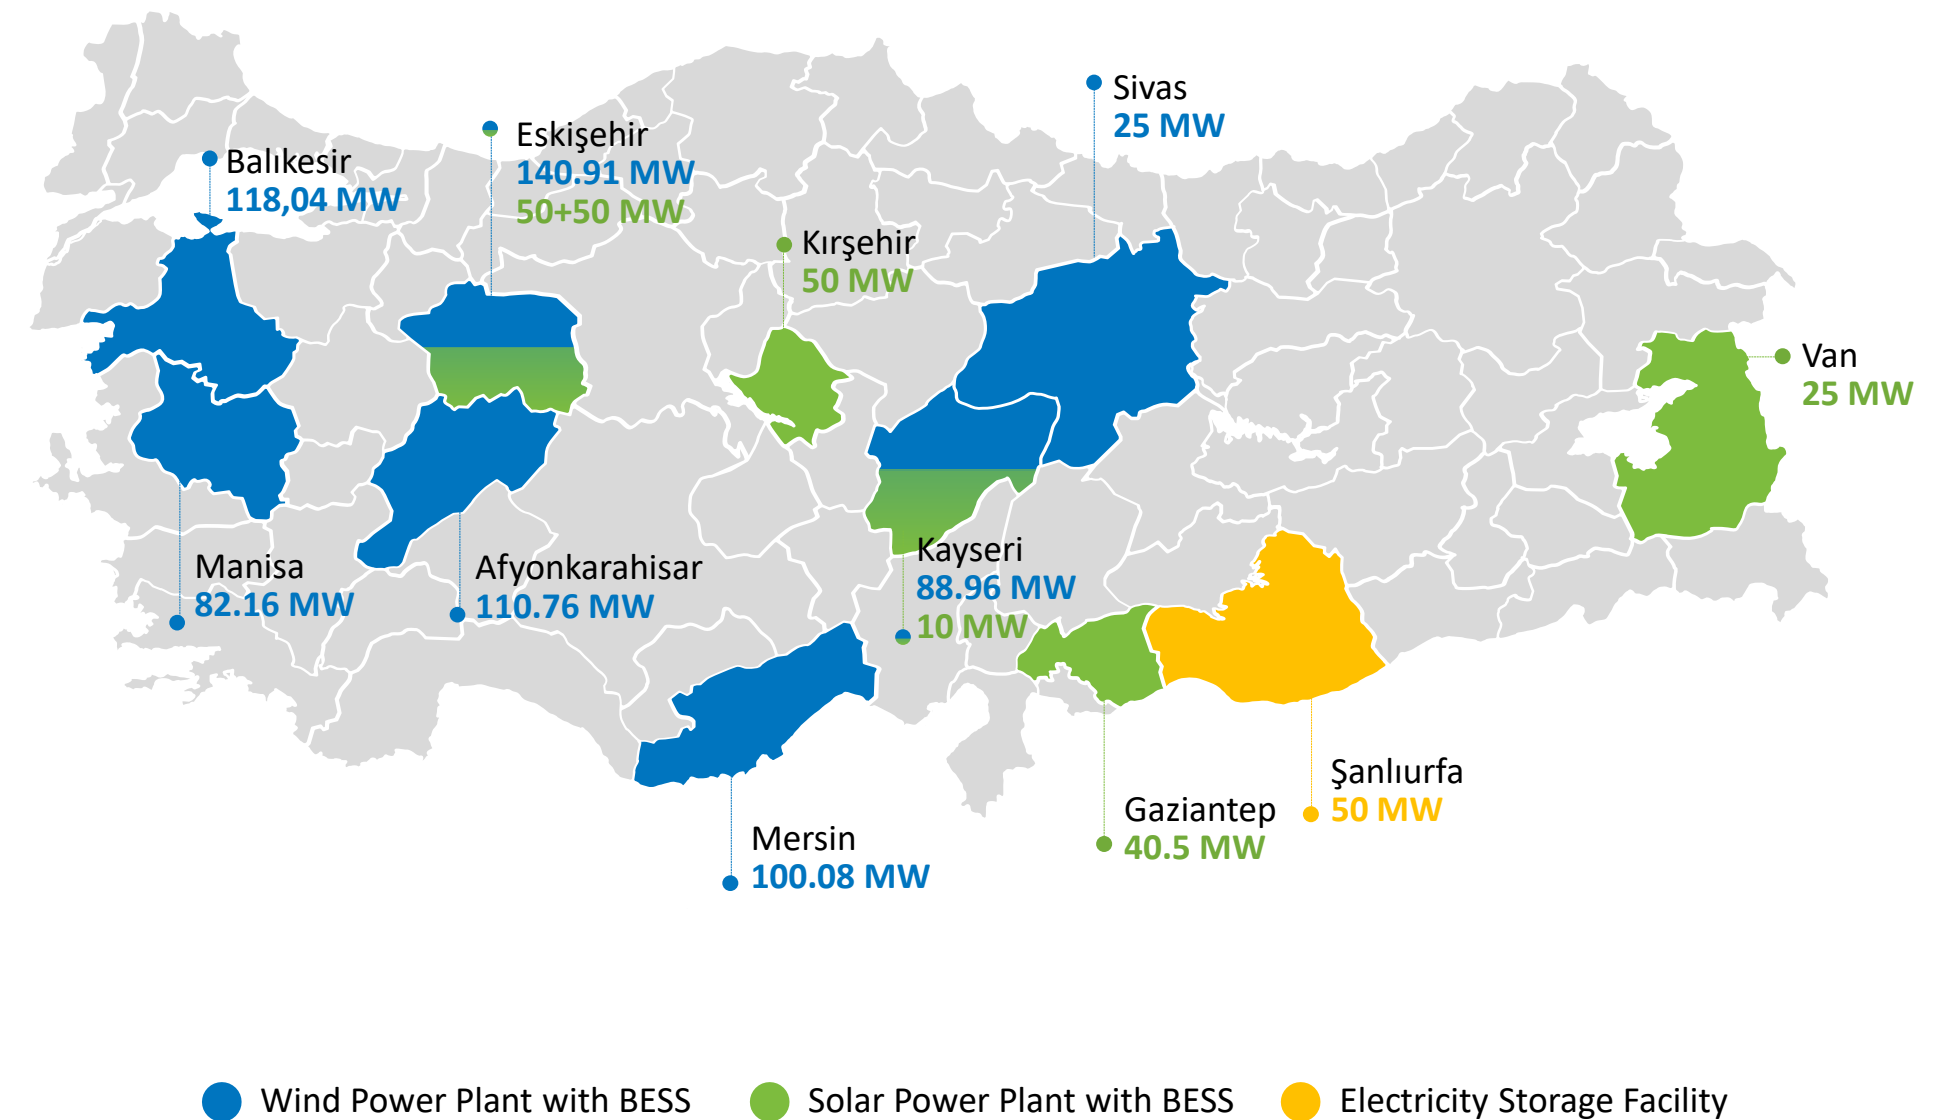 Sivas
25 MW
Eskişehir
140.91 MW
50+50 MW
Balıkesir
118,04 MW
Kırşehir
50 MW
Van
25 MW
Manisa
82.16 MW
Afyonkarahisar
110.76 MW
Kayseri
88.96 MW
10 MW
Şanlıurfa
50 MW
Gaziantep
40.5 MW
Mersin
100.08 MW
Wind Power Plant with BESS
Solar Power Plant with BESS
Electricity Storage Facility